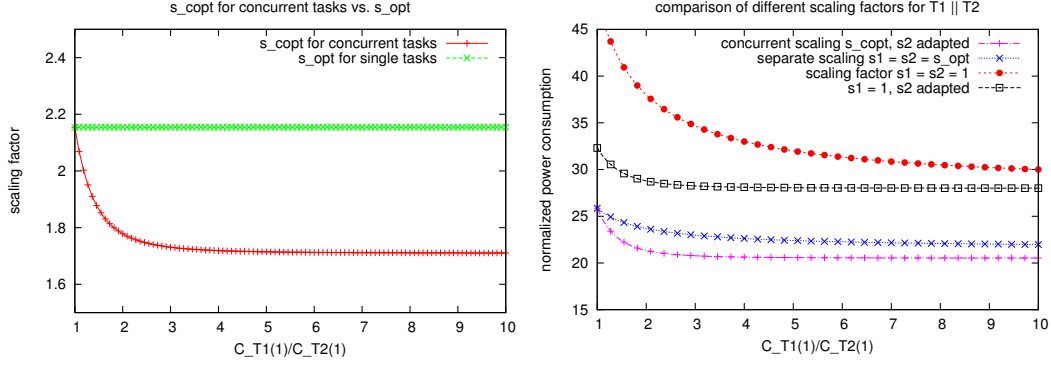 s_copt for concurrent tasks vs. s_opt
s_copt for concurrent tasks
s_opt for single tasks
2.4
2.2
2
1.8
1.6
scaling factor
1 2 3 4 5 6 7 8 9 10
C_T1(1)/C_T2(1)
comparison of different scaling factors for T1 || T2
concurrent scaling s_copt, s2 adapted
separate scaling s1 = s2 = s_opt
scaling factor s1 = s2 = 1
s1 = 1, s2 adapted
45
40
35
30
25
20
15
normalized power consumption
1 2 3 4 5 6 7 8 9 10
C_T1(1)/C_T2(1)